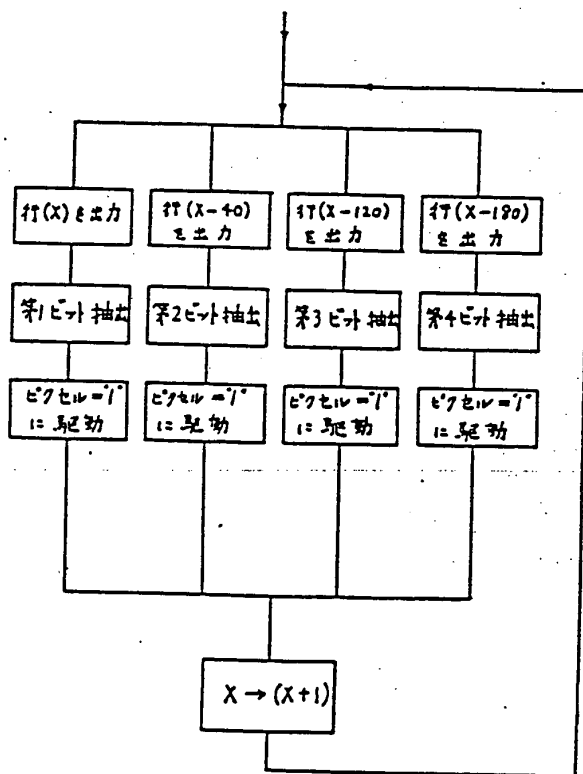 行(X)を出力
行(X-40)
を出力
行(X-120)
を出力
行(X-180)
を出力
第1ビット抽出
第2ビット抽出
第3ビット抽出
第4ビット抽出
ピクセル="1"
に駆動
ピクセル="1"
に駆動
ピクセル="1"
に駆動
ピクセル="1"
に駆動
X→(X+1)